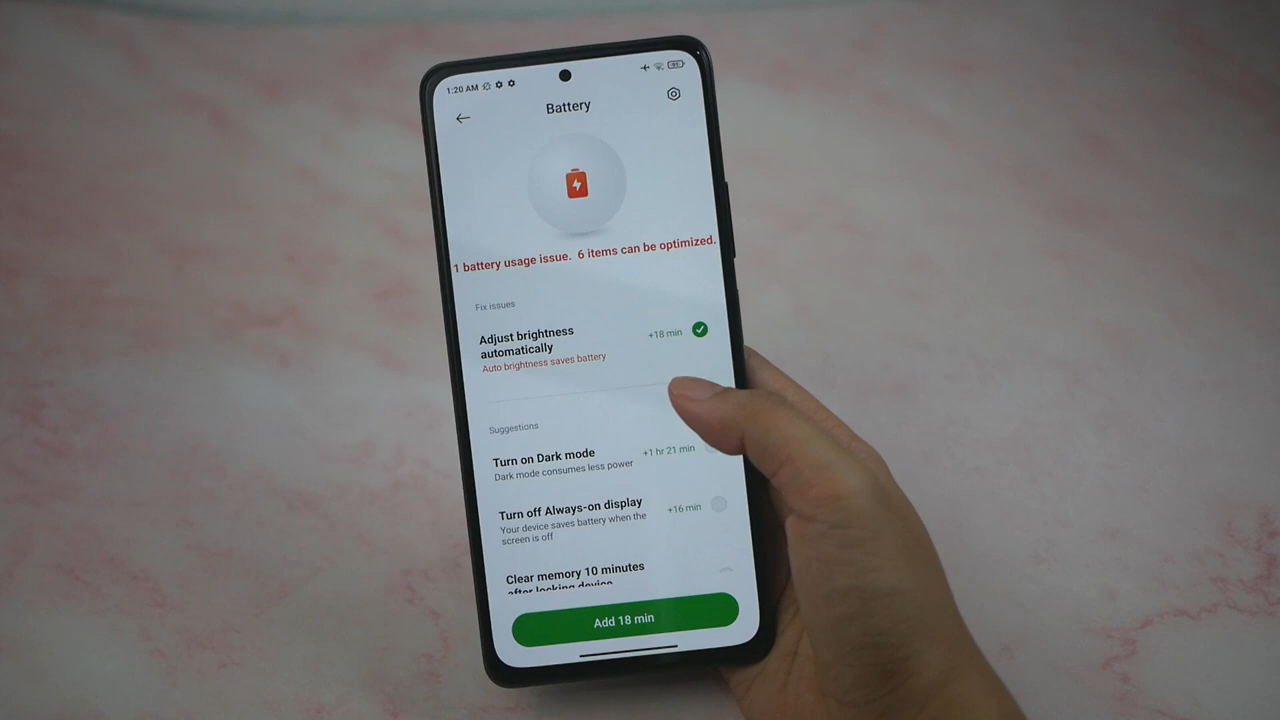 1:20 AM
Battery
1 battery usage issue. 6 items can be optimized.
Fix issues
Adjust brightness
automatically
+18 min
Auto brightness saves battery
Suggestions
Turn on Dark mode
+1 hr 21 min
Dark mode consumes less power
Turn off Always-on display
+16 min
Your device saves battery when the
screen is off
Clear memory 10 minutes
after locking device
Add 18 min